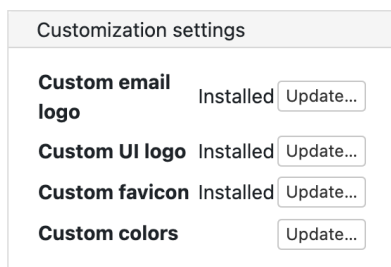 Customization settings
Custom email
logo
Installed Update...
Custom UI logo Installed Update...
Custom favicon Installed Update...
Custom colors Update...